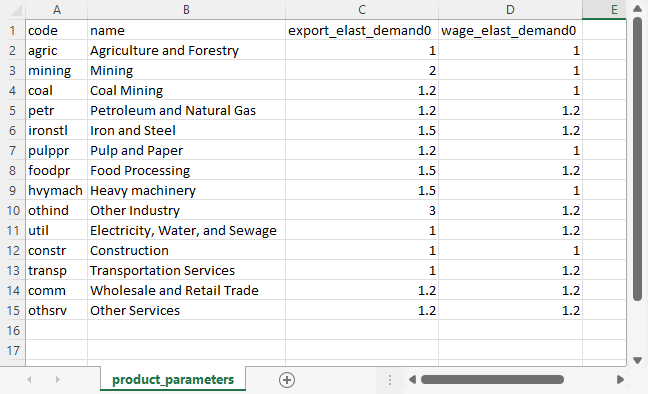 A B C D E
1 code name export_elast_demand0 wage_elast_demand0
2 agric Agriculture and Forestry 1 1
3 mining Mining 2 1
4 coal Coal Mining 1.2 1
5 petr Petroleum and Natural Gas 1.2 1.2
6 ironstl Iron and Steel 1.5 1.2
7 pulppr Pulp and Paper 1.2 1
8 foodpr Food Processing 1.5 1.2
9 hvymach Heavy machinery 1.5 1
10 othind Other Industry 3 1.2
11 util Electricity, Water, and Sewage 1 1.2
12 constr Construction 1 1
13 transp Transportation Services 1 1.2
14 comm Wholesale and Retail Trade 1.2 1.2
15 othsrv Other Services 1.2 1.2
16
17
product_parameters